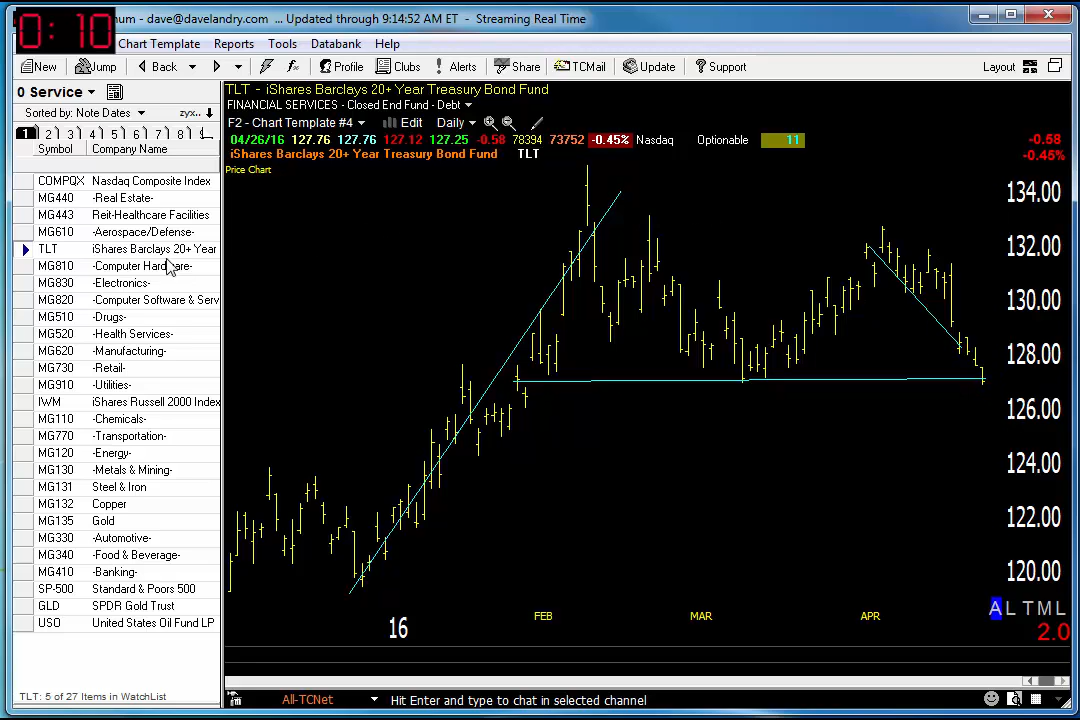 0:10
num - dave@davelandry.com ... Updated through 9:14:52 AM ET - Streaming Real Time
Chart Template Reports Tools Databank Help
New Jump Back Profile Clubs Alerts Share TCMail Update Support Layout
0 Service
Sorted by: Note Dates zyx..
1 2 3 4 5 6 7 8
Symbol Company Name
COMPQX Nasdaq Composite Index
MG440 -Real Estate-
MG443 Reit-Healthcare Facilities
MG610 -Aerospace/Defense-
TLT iShares Barclays 20+ Year
MG810 -Computer Hardware-
MG830 -Electronics-
MG820 -Computer Software & Serv
MG510 -Drugs-
MG520 -Health Services-
MG620 -Manufacturing-
MG730 -Retail-
MG910 -Utilities-
IWM iShares Russell 2000 Index
MG110 -Chemicals-
MG770 -Transportation-
MG120 -Energy-
MG130 -Metals & Mining-
MG131 Steel & Iron
MG132 Copper
MG135 Gold
MG330 -Automotive-
MG340 -Food & Beverage-
MG410 -Banking-
SP-500 Standard & Poors 500
GLD SPDR Gold Trust
USO United States Oil Fund LP
TLT: 5 of 27 Items in WatchList
TLT - iShares Barclays 20+ Year Treasury Bond Fund
FINANCIAL SERVICES - Closed End Fund - Debt
F2 - Chart Template #4 Edit Daily
04/26/16 127.76 127.76 127.12 127.25 -0.58 78394 73752 -0.45% Nasdaq Optionable 11 -0.58
iShares Barclays 20+ Year Treasury Bond Fund TLT -0.45%
Price Chart
134.00
132.00
130.00
128.00
126.00
124.00
122.00
120.00
A L T M L
16 FEB MAR APR
2.0
All-TCNet Hit Enter and type to chat in selected channel